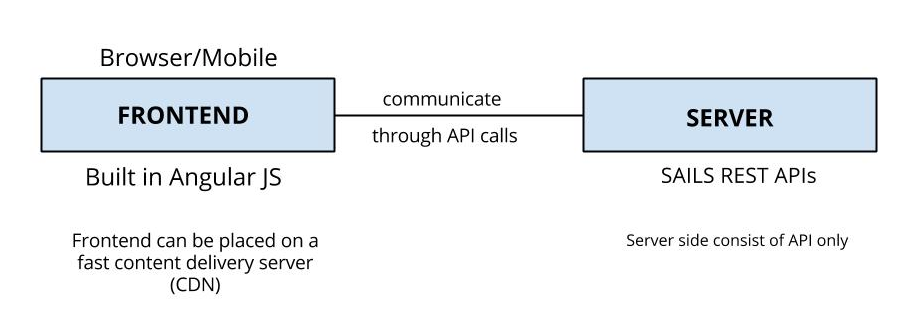 Browser/Mobile
FRONTEND
Built in Angular JS
Frontend can be placed on a
fast content delivery server
(CDN)
communicate
through API calls
SERVER
SAILS REST APIs
Server side consist of API only